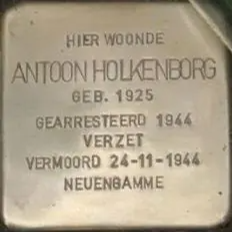 HIER WOONDE
ANTOON HOLKENBORG
GEB. 1925
GEARRESTEERD 1944
VERZET
VERMOORD 24-11-1944
NEUENGAMME